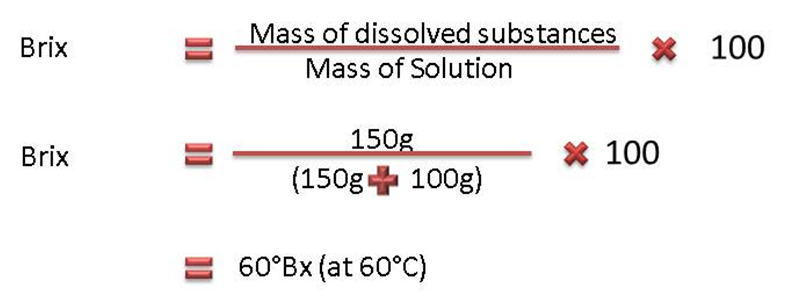 Brix = Mass of dissolved substances × 100
Mass of Solution
Brix = 150g × 100
(150g + 100g)
= 60°Bx (at 60°C)